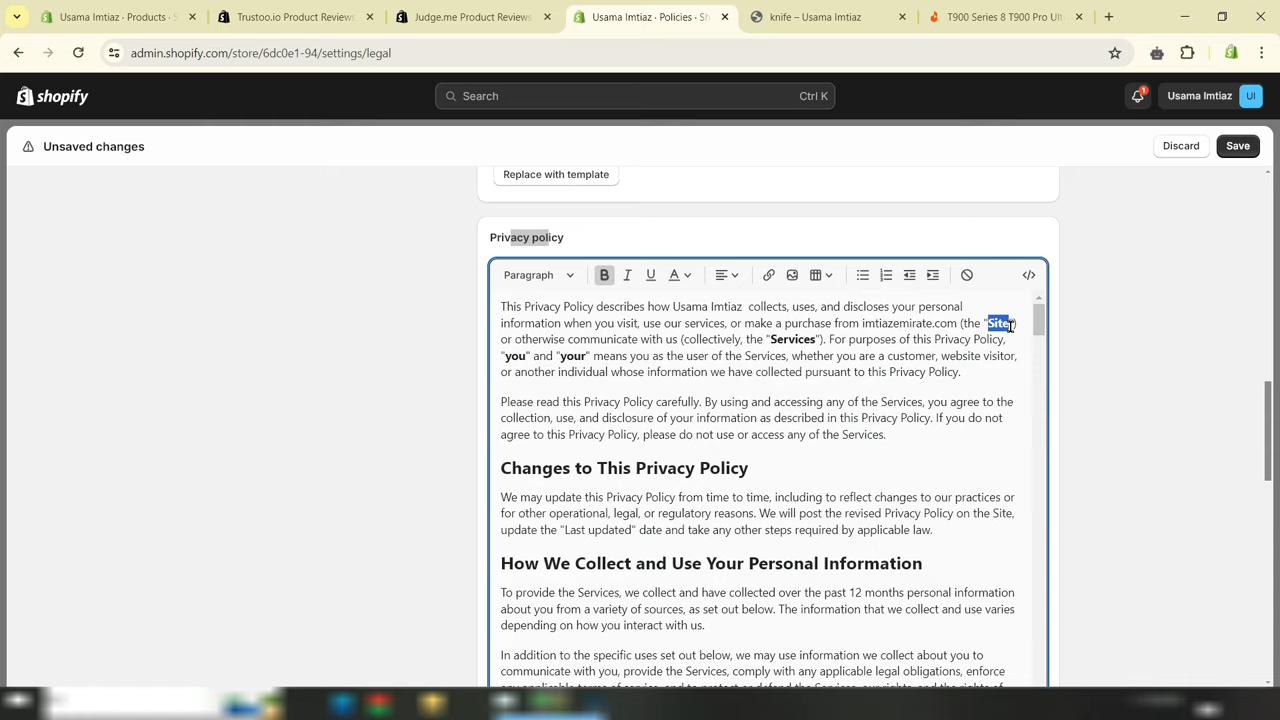 Usama Imtiaz · Products · S
Trustoo.io Product Reviews
Judge.me Product Reviews
Usama Imtiaz · Policies · Sh
knife – Usama Imtiaz
T900 Series 8 T900 Pro Ult
admin.shopify.com/store/6dc0e1-94/settings/legal
shopify
Search
Ctrl K
1
Usama Imtiaz
UI
Unsaved changes
Discard
Save
Replace with template
Privacy policy
Paragraph
B I U A
This Privacy Policy describes how Usama Imtiaz  collects, uses, and discloses your personal
information when you visit, use our services, or make a purchase from imtiazemirate.com (the "Site")
or otherwise communicate with us (collectively, the "Services"). For purposes of this Privacy Policy,
"you" and "your" means you as the user of the Services, whether you are a customer, website visitor,
or another individual whose information we have collected pursuant to this Privacy Policy.
Please read this Privacy Policy carefully. By using and accessing any of the Services, you agree to the
collection, use, and disclosure of your information as described in this Privacy Policy. If you do not
agree to this Privacy Policy, please do not use or access any of the Services.
Changes to This Privacy Policy
We may update this Privacy Policy from time to time, including to reflect changes to our practices or
for other operational, legal, or regulatory reasons. We will post the revised Privacy Policy on the Site,
update the "Last updated" date and take any other steps required by applicable law.
How We Collect and Use Your Personal Information
To provide the Services, we collect and have collected over the past 12 months personal information
about you from a variety of sources, as set out below. The information that we collect and use varies
depending on how you interact with us.
In addition to the specific uses set out below, we may use information we collect about you to
communicate with you, provide the Services, comply with any applicable legal obligations, enforce